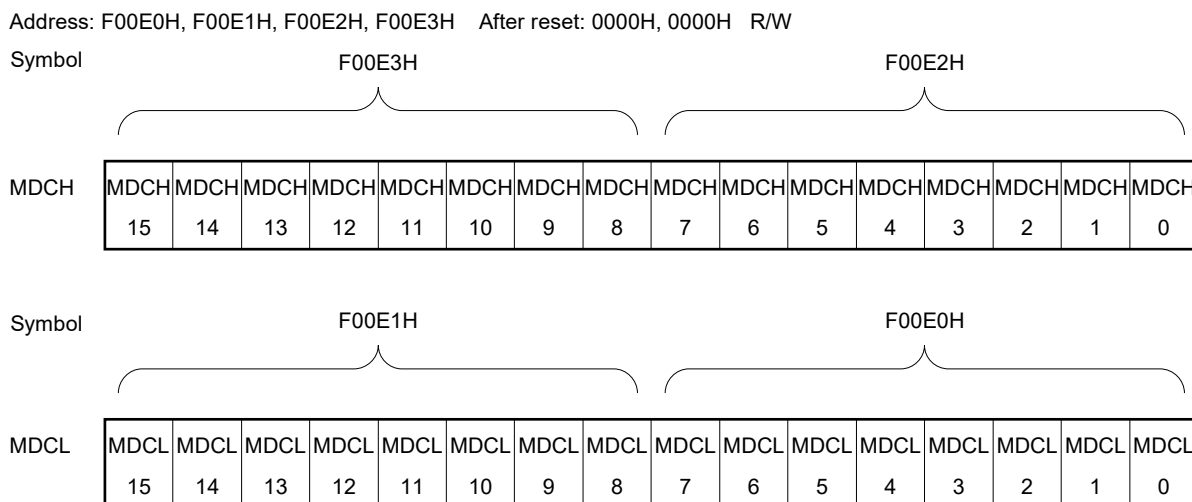 Address: F00E0H, F00E1H, F00E2H, F00E3H After reset: 0000H, 0000H R/W
Symbol F00E3H F00E2H
MDCH MDCH MDCH MDCH MDCH MDCH MDCH MDCH MDCH MDCH MDCH MDCH MDCH MDCH MDCH MDCH MDCH
15 14 13 12 11 10 9 8 7 6 5 4 3 2 1 0
Symbol F00E1H F00E0H
MDCL MDCL MDCL MDCL MDCL MDCL MDCL MDCL MDCL MDCL MDCL MDCL MDCL MDCL MDCL MDCL MDCL
15 14 13 12 11 10 9 8 7 6 5 4 3 2 1 0